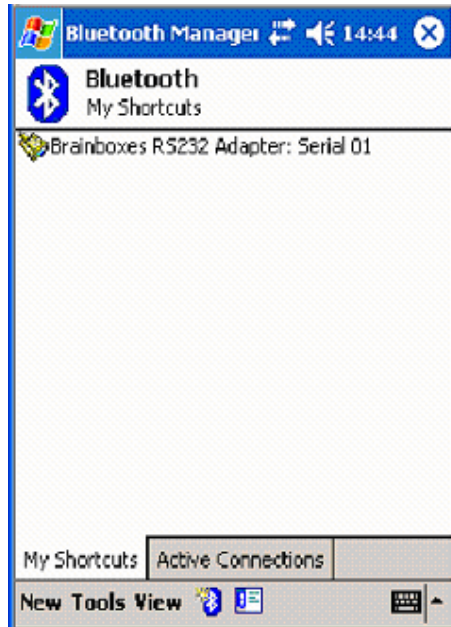 Bluetooth Manager 14:44
Bluetooth
My Shortcuts
Brainboxes RS232 Adapter: Serial 01
My Shortcuts Active Connections
New Tools View